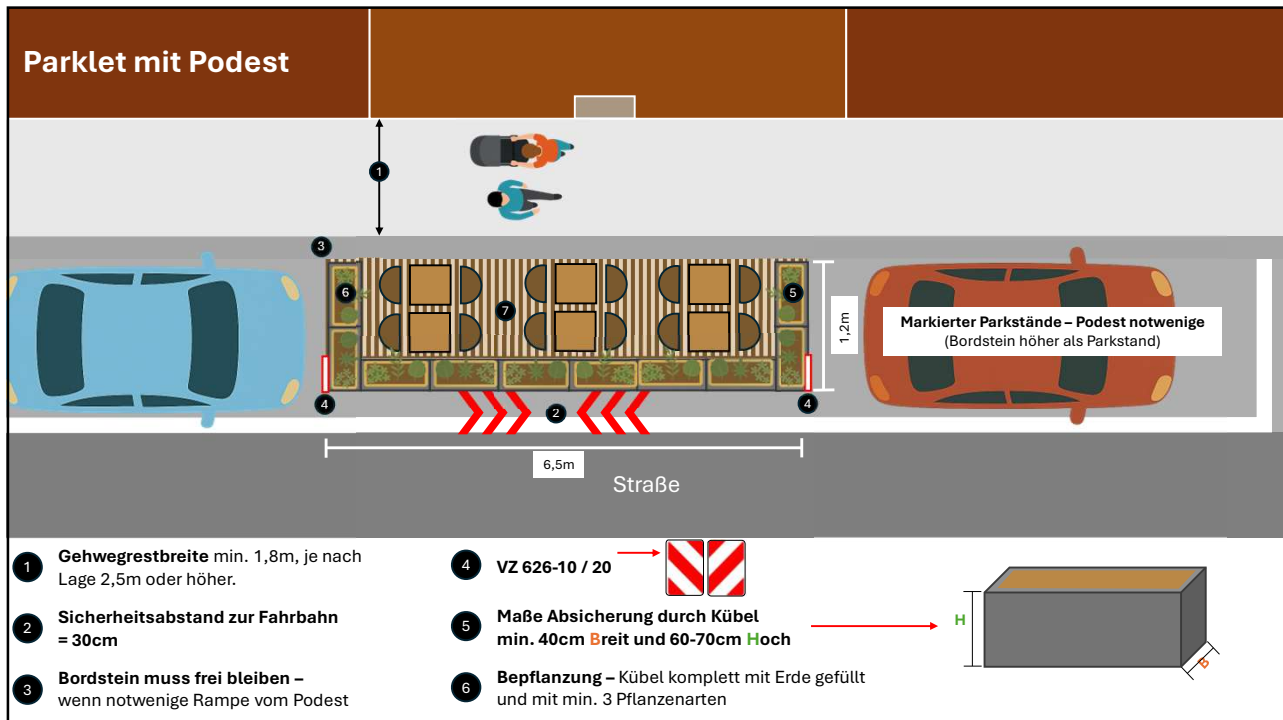 Parklet mit Podest
1
3
6
7
5
1,2m
Markierter Parkstände – Podest notwenige
(Bordstein höher als Parkstand)
4
2
4
6,5m
Straße
1 Gehwegrestbreite min. 1,8m, je nach
Lage 2,5m oder höher.
2 Sicherheitsabstand zur Fahrbahn
= 30cm
3 Bordstein muss frei bleiben –
wenn notwenige Rampe vom Podest
4 VZ 626-10 / 20
5 Maße Absicherung durch Kübel
min. 40cm Breit und 60-70cm Hoch
6 Bepflanzung – Kübel komplett mit Erde gefüllt
und mit min. 3 Pflanzenarten
H
B